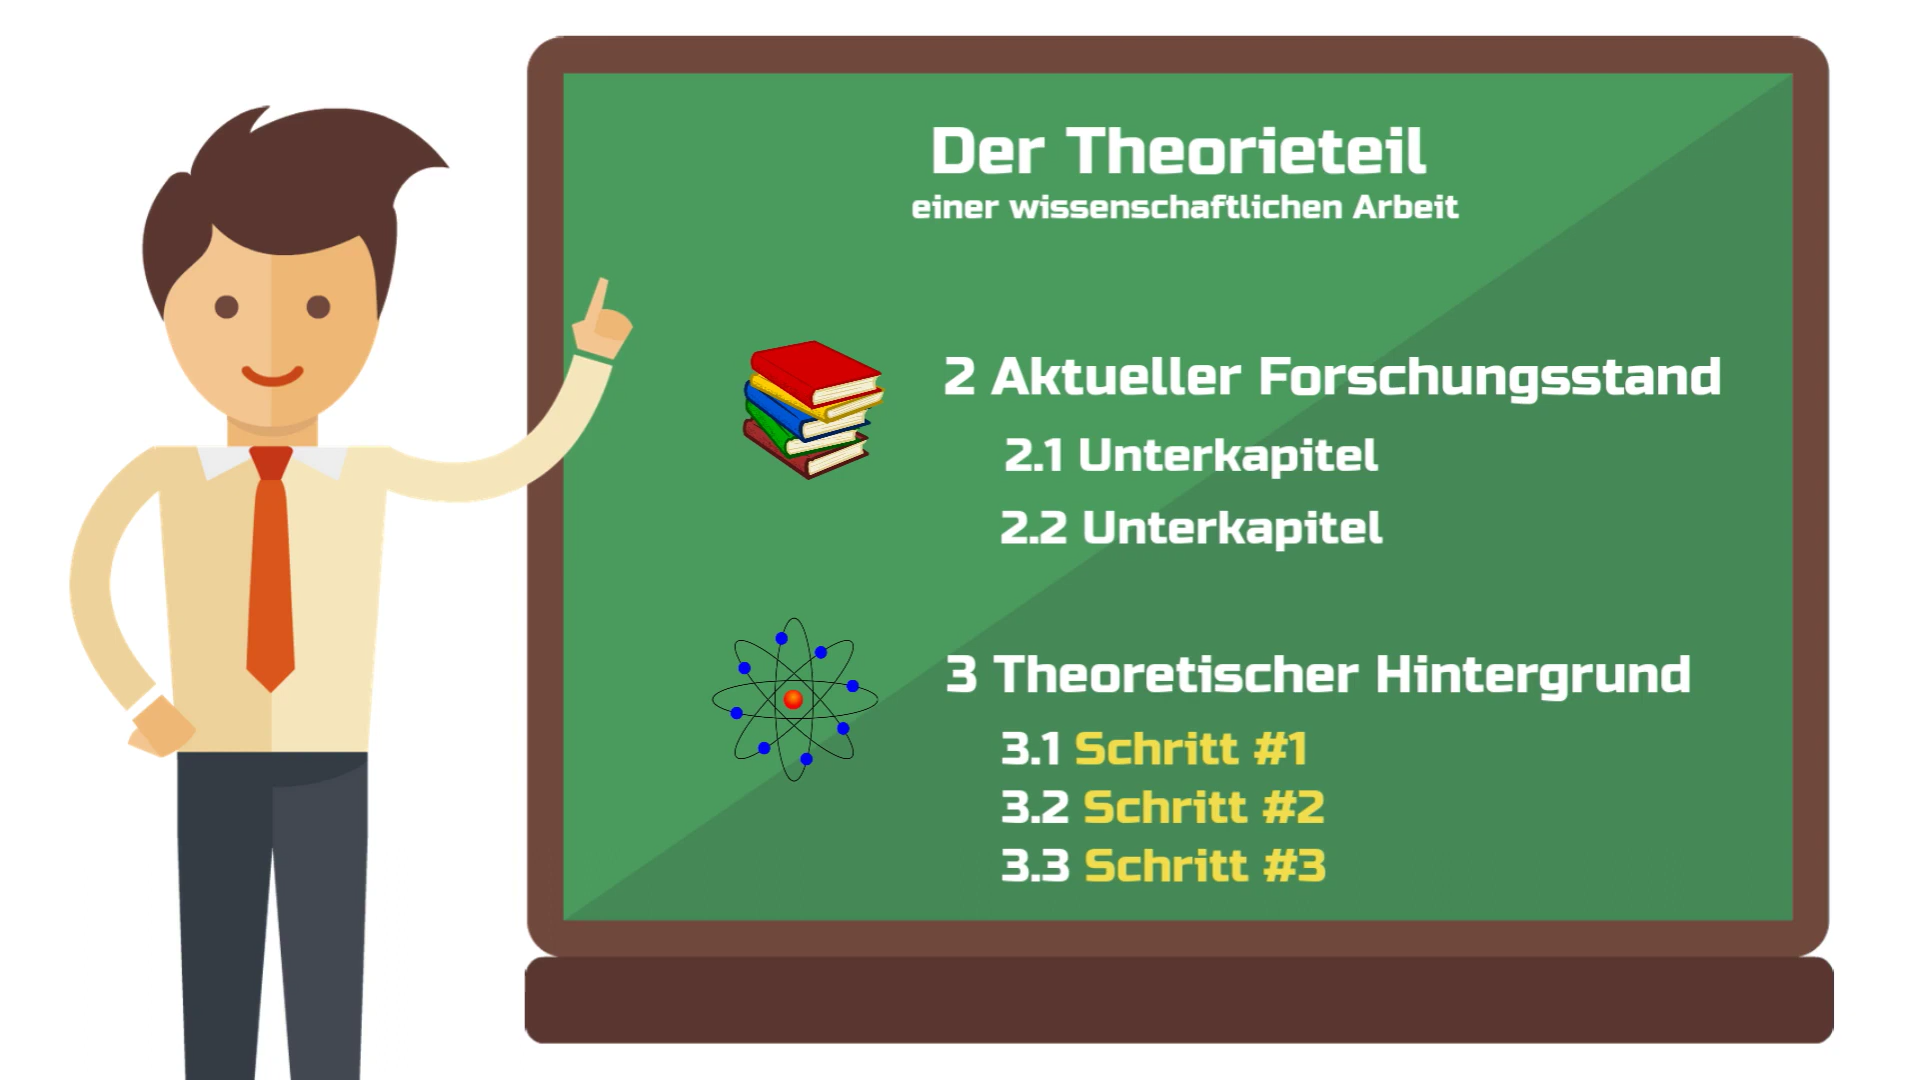 Der Theorieteil
einer wissenschaftlichen Arbeit
2 Aktueller Forschungsstand
2.1 Unterkapitel
2.2 Unterkapitel
3 Theoretischer Hintergrund
3.1 Schritt #1
3.2 Schritt #2
3.3 Schritt #3